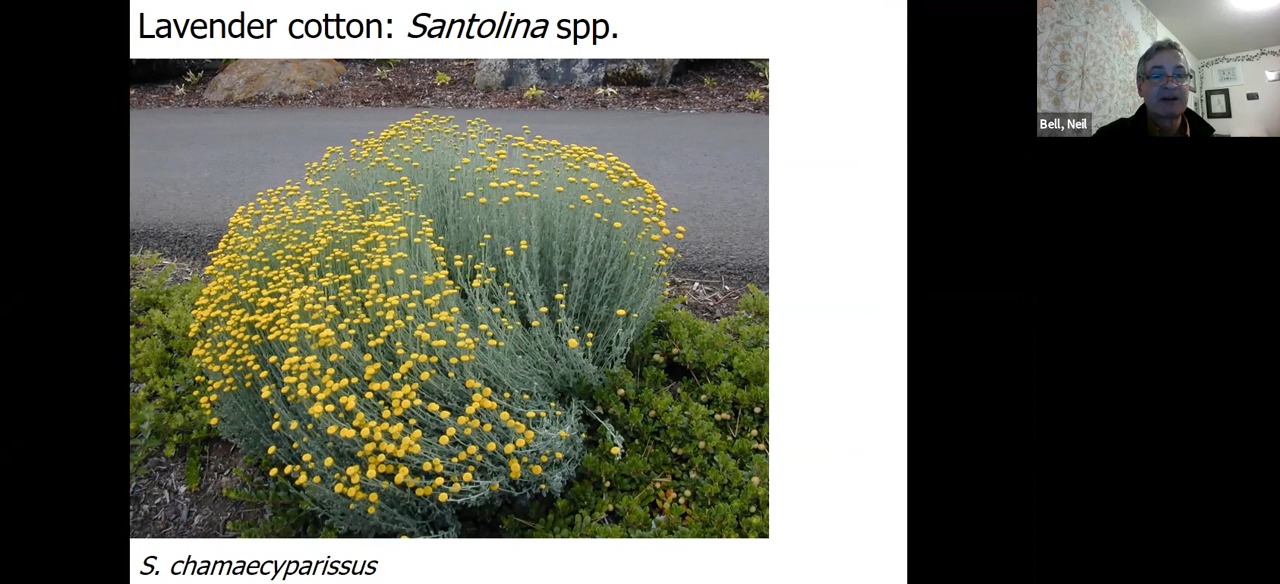 Lavender cotton: Santolina spp.
Bell, Neil
S. chamaecyparissus